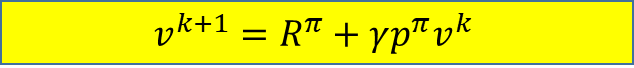 v^{k+1} = R^π + γp^π v^k